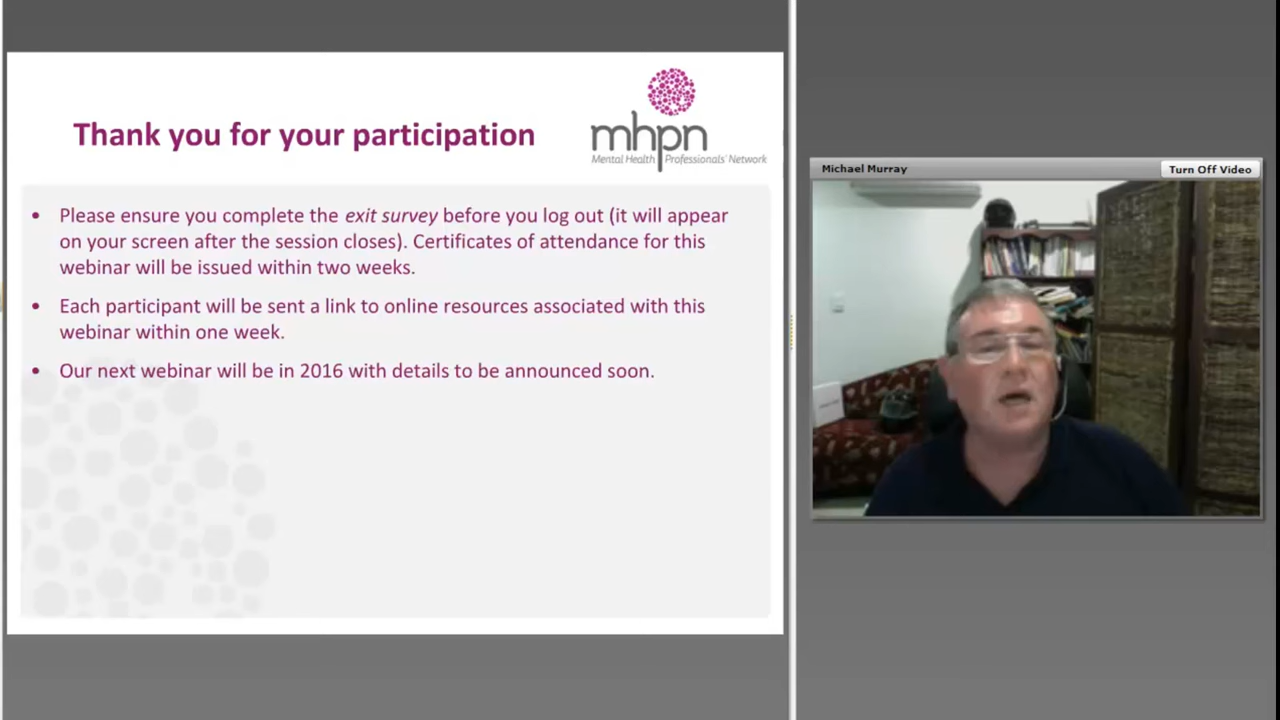 Thank you for your participation
mhpn
Mental Health Professionals' Network
• Please ensure you complete the exit survey before you log out (it will appear
on your screen after the session closes). Certificates of attendance for this
webinar will be issued within two weeks.
• Each participant will be sent a link to online resources associated with this
webinar within one week.
• Our next webinar will be in 2016 with details to be announced soon.
Michael Murray
Turn Off Video